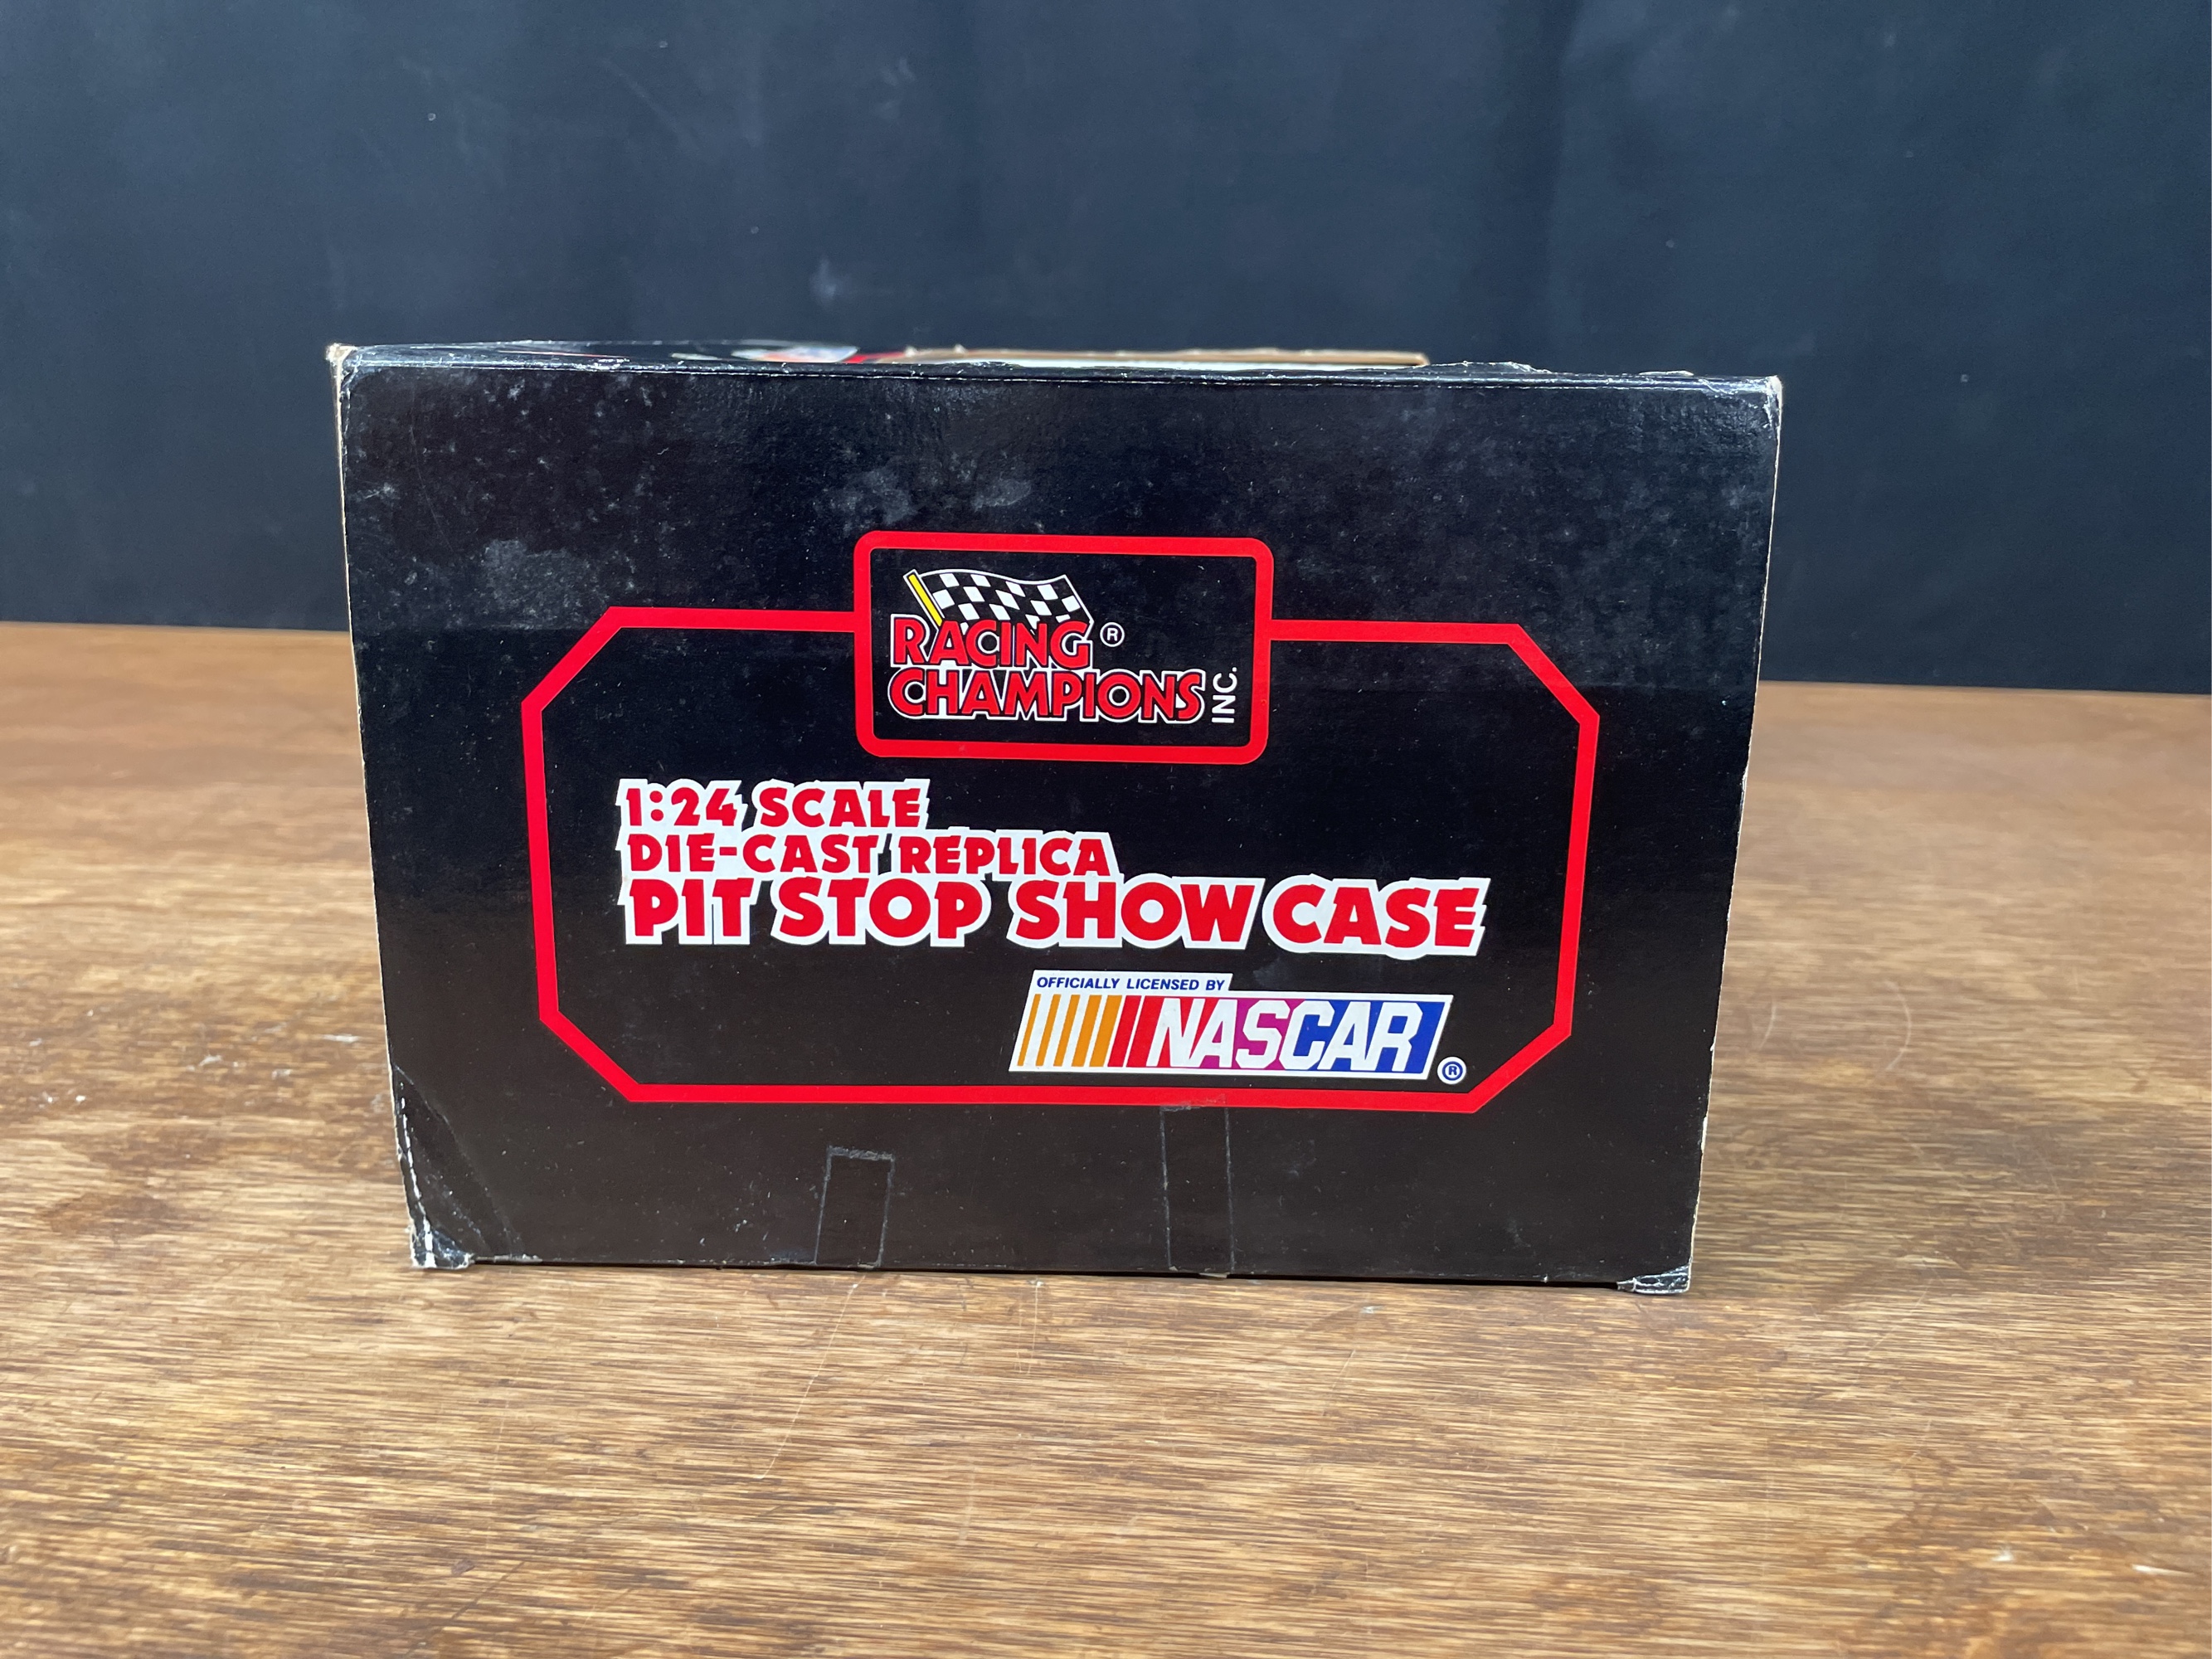 RACING ®
CHAMPIONS INC.
1:24 SCALE
DIE-CAST REPLICA
PIT STOP SHOW CASE
OFFICIALLY LICENSED BY
NASCAR ®